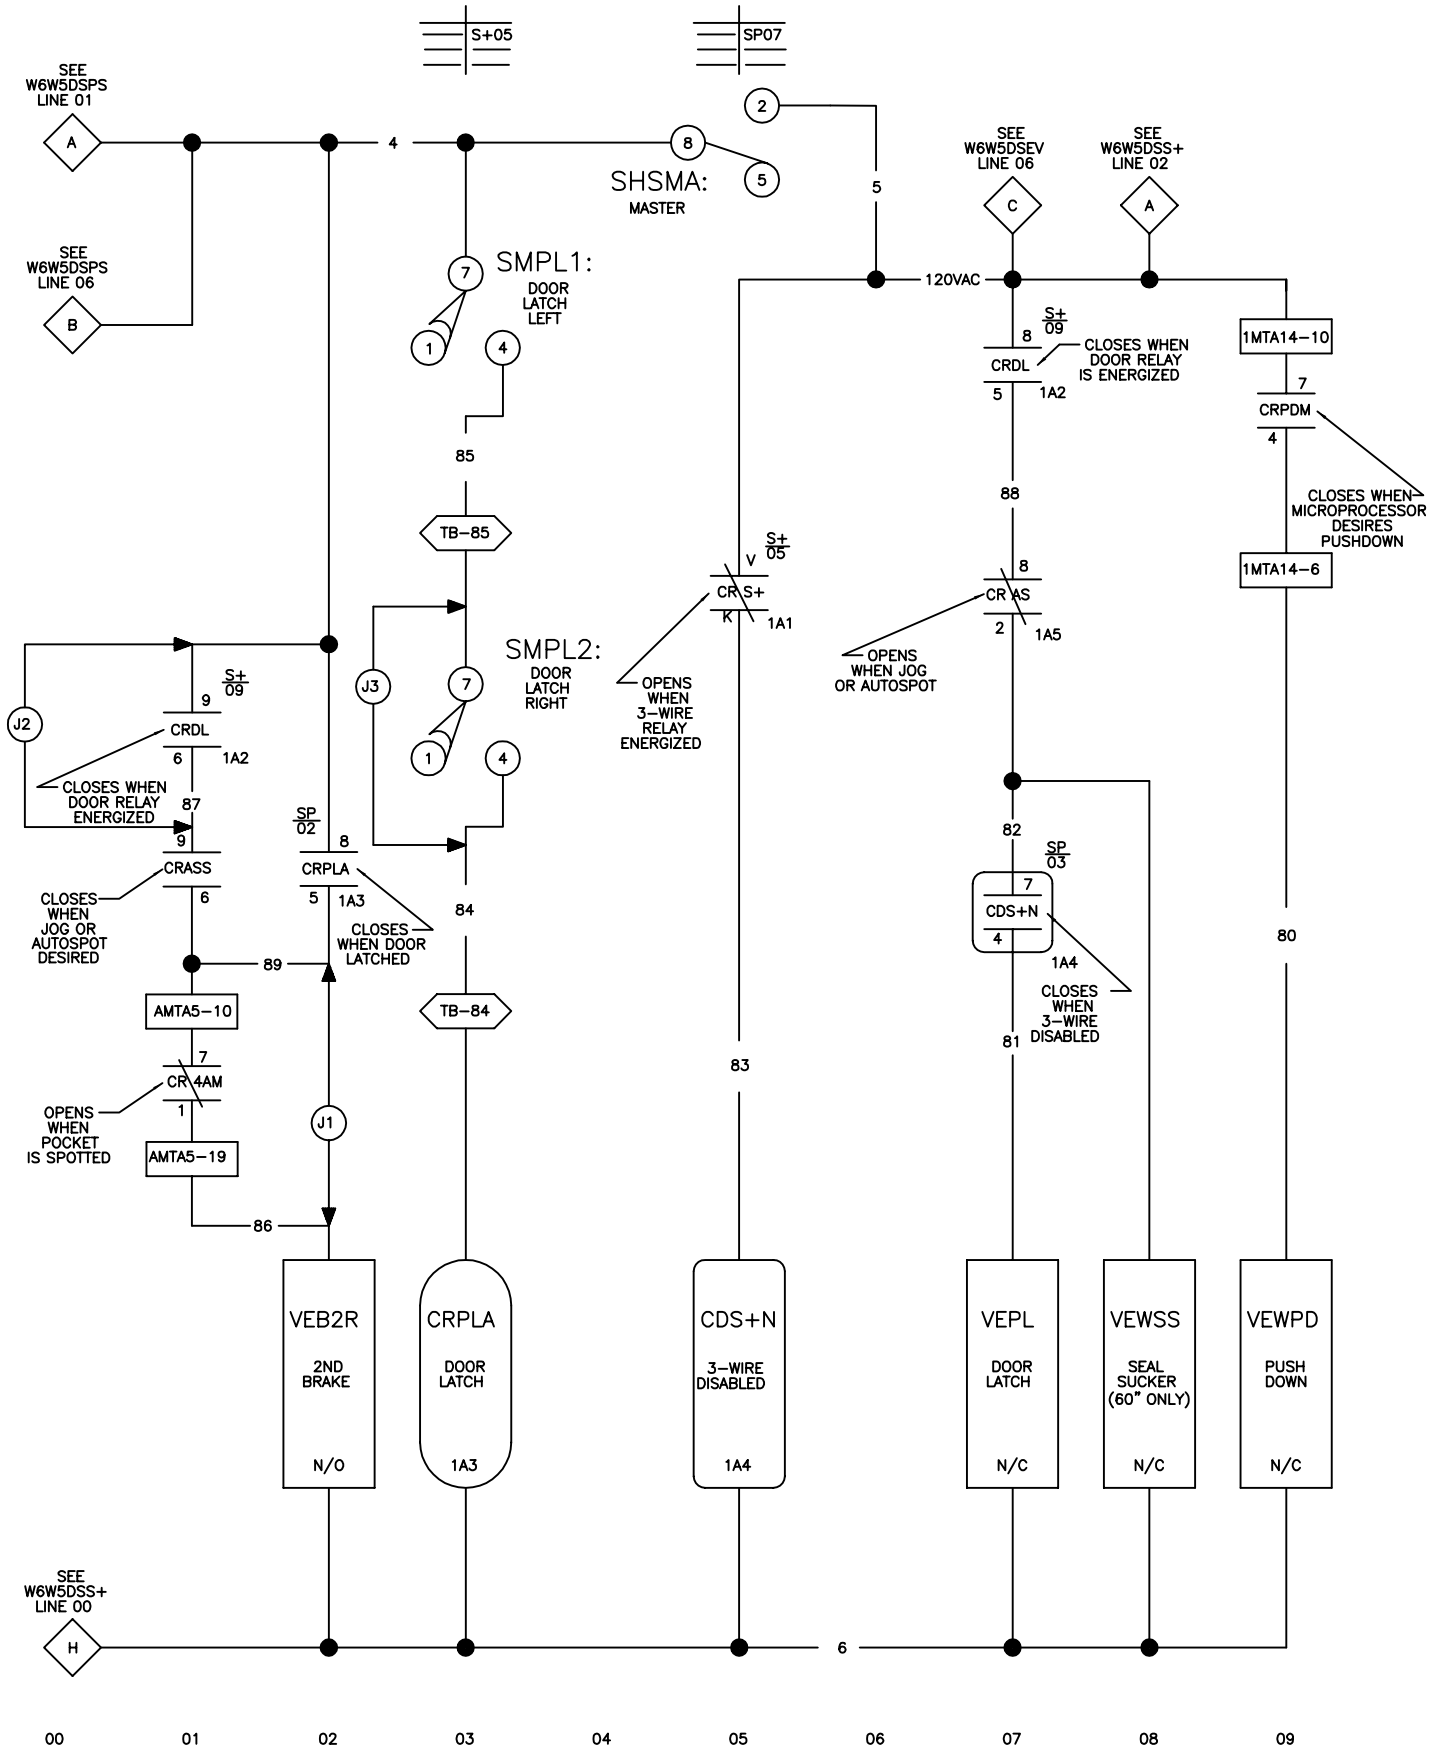 S+05
SP07
SEE
W6W5DSPS
LINE 01
A
4
8
2
5
SHSMA:
MASTER
5
SEE
W6W5DSEV
LINE 06
C
SEE
W6W5DSS+
LINE 02
A
SEE
W6W5DSPS
LINE 06
B
7
SMPL1:
DOOR
LATCH
LEFT
1
4
120VAC
S+
09
8
CRDL
5
1A2
CLOSES WHEN
DOOR RELAY
IS ENERGIZED
1MTA14-10
7
CRPDM
4
CLOSES WHEN
MICROPROCESSOR
DESIRES
PUSHDOWN
1MTA14-6
85
TB-85
88
S+
05
V
CR S+
K
1A1
OPENS
WHEN
3-WIRE
RELAY
ENERGIZED
8
CR AS
2
1A5
OPENS
WHEN JOG
OR AUTOSPOT
J2
S+
09
9
CRDL
6
1A2
CLOSES WHEN
DOOR RELAY
ENERGIZED
87
J3
7
SMPL2:
DOOR
LATCH
RIGHT
1
4
9
CRASS
6
CLOSES
WHEN
JOG OR
AUTOSPOT
DESIRED
SP
02
8
CRPLA
5
1A3
CLOSES
WHEN DOOR
LATCHED
84
82
SP
03
7
CDS+N
4
1A4
CLOSES
WHEN
3-WIRE
DISABLED
81
80
89
AMTA5-10
TB-84
7
CR 4AM
1
OPENS
WHEN
POCKET
IS SPOTTED
AMTA5-19
J1
83
86
VEB2R
2ND
BRAKE
N/O
CRPLA
DOOR
LATCH
1A3
CDS+N
3-WIRE
DISABLED
1A4
VEPL
DOOR
LATCH
N/C
VEWSS
SEAL
SUCKER
(60" ONLY)
N/C
VEWPD
PUSH
DOWN
N/C
SEE
W6W5DSS+
LINE 00
H
6
00 01 02 03 04 05 06 07 08 09